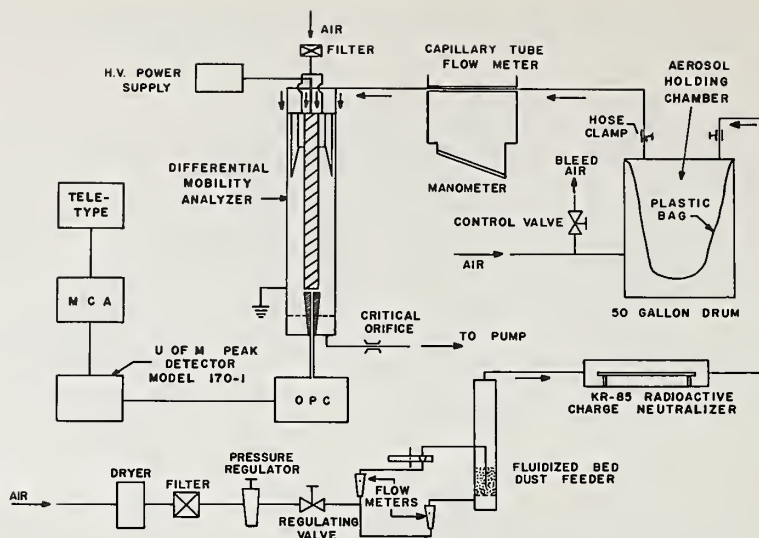 AIR
FILTER
H.V. POWER
SUPPLY
CAPILLARY TUBE
FLOW METER
AEROSOL
HOLDING
CHAMBER
HOSE
CLAMP
BLEED
AIR
MANOMETER
DIFFERENTIAL
MOBILITY
ANALYZER
TELE-
TYPE
CONTROL VALVE
PLASTIC
BAG
AIR
MCA
50 GALLON DRUM
CRITICAL
ORIFICE
TO PUMP
U OF M PEAK
DETECTOR
MODEL 170-1
OPC
KR-85 RADIOACTIVE
CHARGE NEUTRALIZER
PRESSURE
REGULATOR
DRYER
FILTER
AIR
FLOW
METERS
REGULATING
VALVE
FLUIDIZED BED
DUST FEEDER